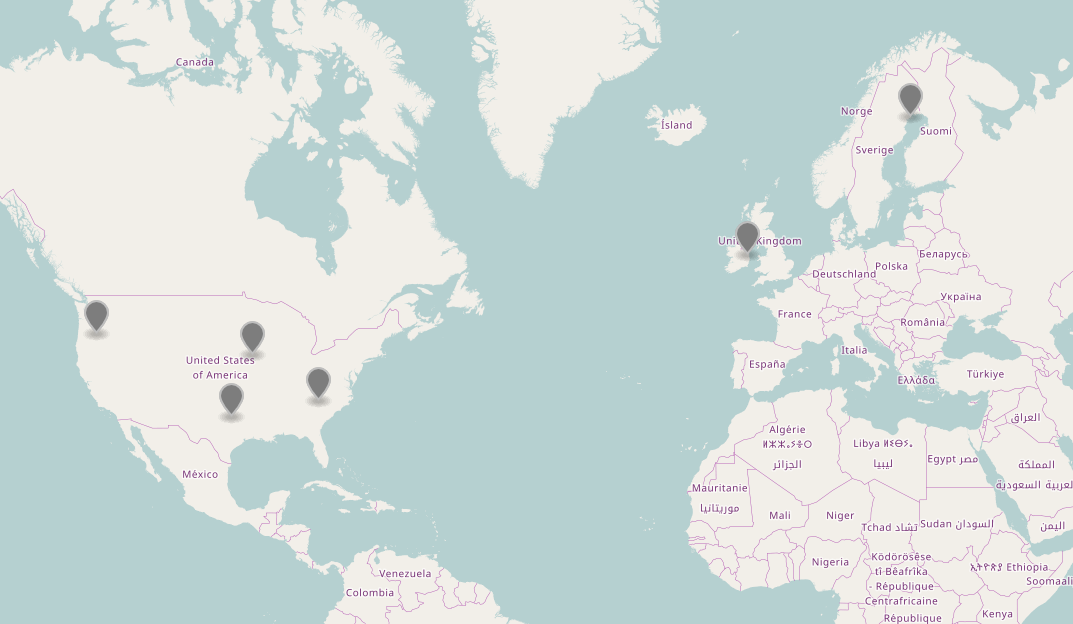 Canada
Norge
Ísland
Suomi
Sverige
Uni Kingdom
Беларусь
Polska
Deutschland
Україна
France
România
United States
of America
Italia
España
Türkiye
Ελλάδα
العراق
Algérie
ⵍⵣⵣⴰⵢⴻⵔ
الجزائر
Libya ⵍⵉⴱⵢⴰ
ليبيا
Egypt مصر
المملكة
العربية السعودية
México
Mauritanie
موريتانيا
Mali
Niger
Tchad تشاد
Sudan السودان
اليمن
Nigeria
Ködörösêse
tî Bêafrîka
- République
Centrafricaine
ኢትዮጵያ Ethiopia
Soomaali
Venezuela
Colombia
Kenya
République